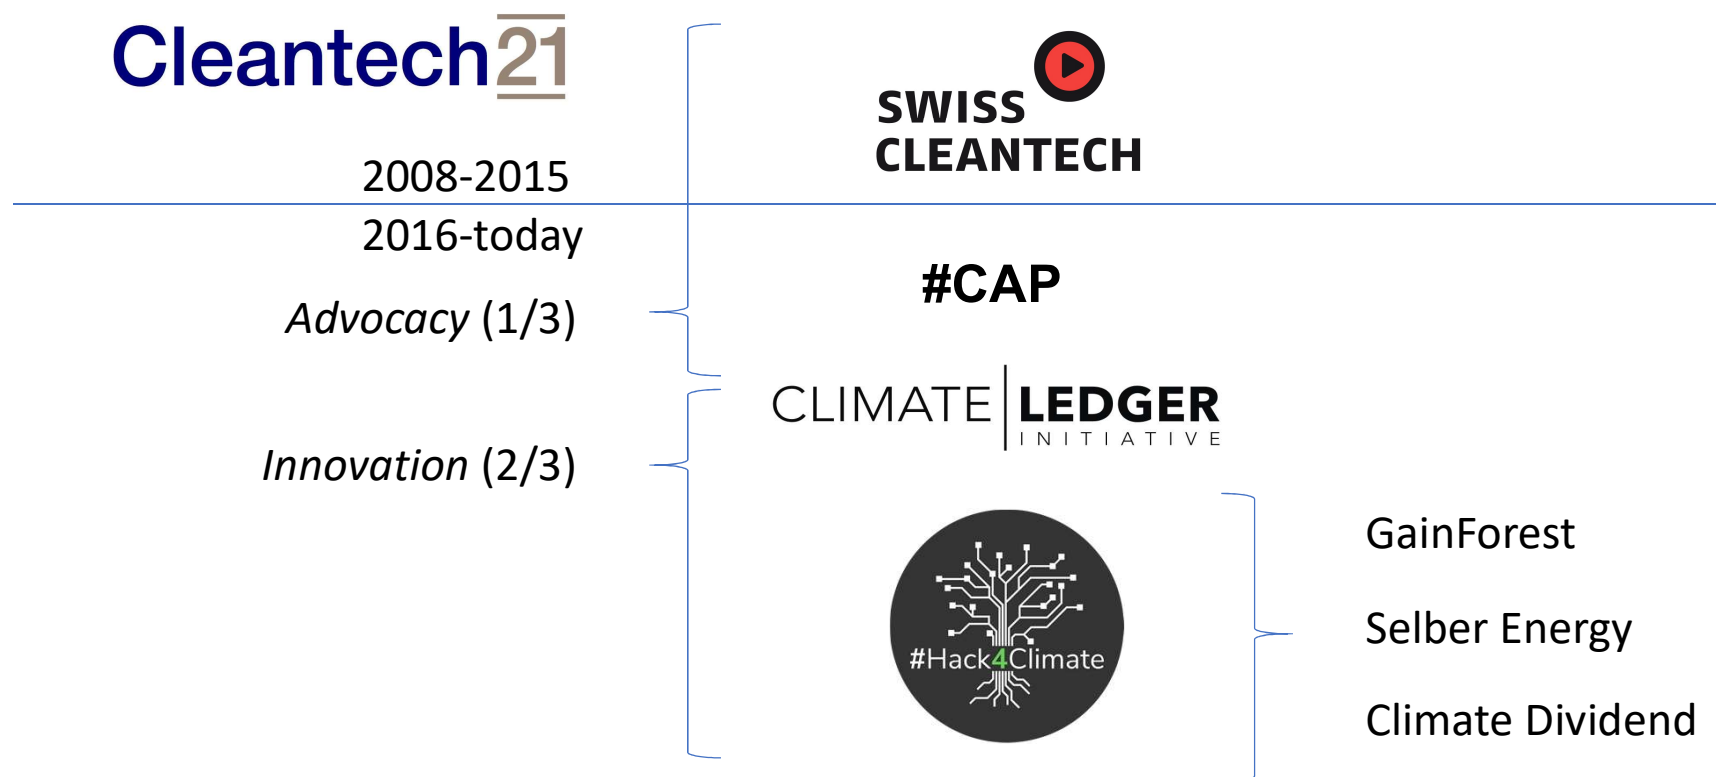 Cleantech21
SWISS
CLEANTECH
2008-2015
2016-today
#CAP
Advocacy (1/3)
CLIMATE LEDGER
INITIATIVE
Innovation (2/3)
#Hack4Climate
GainForest
Selber Energy
Climate Dividend